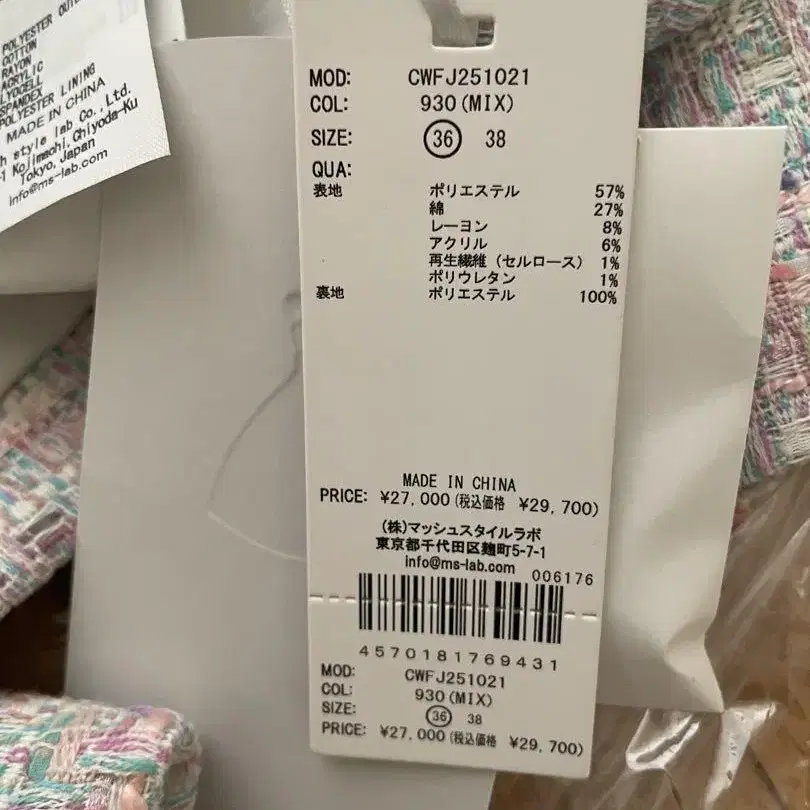 POLYESTER OUTE
COTTON
RAYON
ACRYLIC
LYOCELL
SPANDEX
POLYESTER LINING
MADE IN CHINA
h style lab Co.,Ltd.
-1 Kojimachi, Chiyoda-Ku
Tokyo, Japan
info@ms-lab.com
MOD: CWFJ251021
COL: 930(MIX)
SIZE: 36 38
QUA:
表地 ポリエステル 57%
綿 27%
レーヨン 8%
アクリル 6%
再生繊維（セルロース） 1%
ポリウレタン 1%
裏地 ポリエステル 100%
MADE IN CHINA
PRICE: ¥27,000(税込価格 ¥29,700)
(株)マッシュスタイルラボ
東京都千代田区麹町5-7-1
info@ms-lab.com
006176
4570181769431
MOD: CWFJ251021
COL: 930(MIX)
SIZE: 36 38
PRICE: ¥27,000(税込価格 ¥29,700)